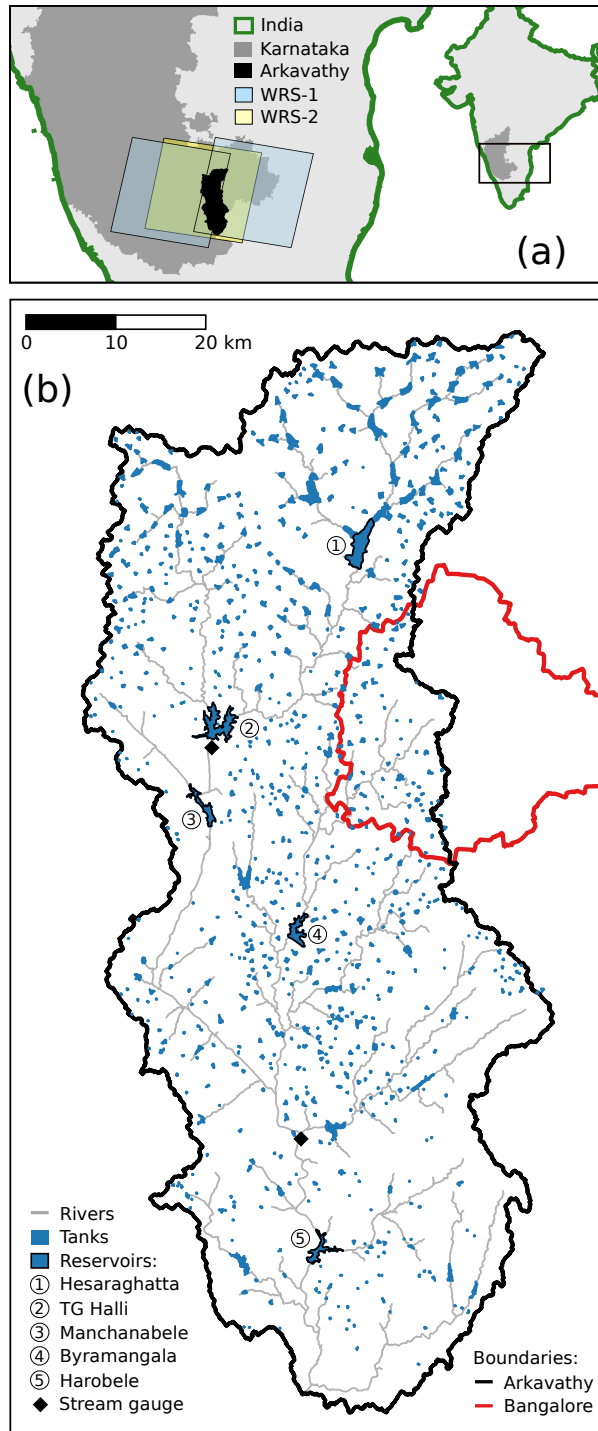 India
Karnataka
Arkavathy
WRS-1
WRS-2
(a)
0 10 20 km
(b)
1
2
3
4
5
Rivers
Tanks
Reservoirs:
1 Hesaraghatta
2 TG Halli
3 Manchanabele
4 Byramangala
5 Harobele
Stream gauge
Boundaries:
Arkavathy
Bangalore